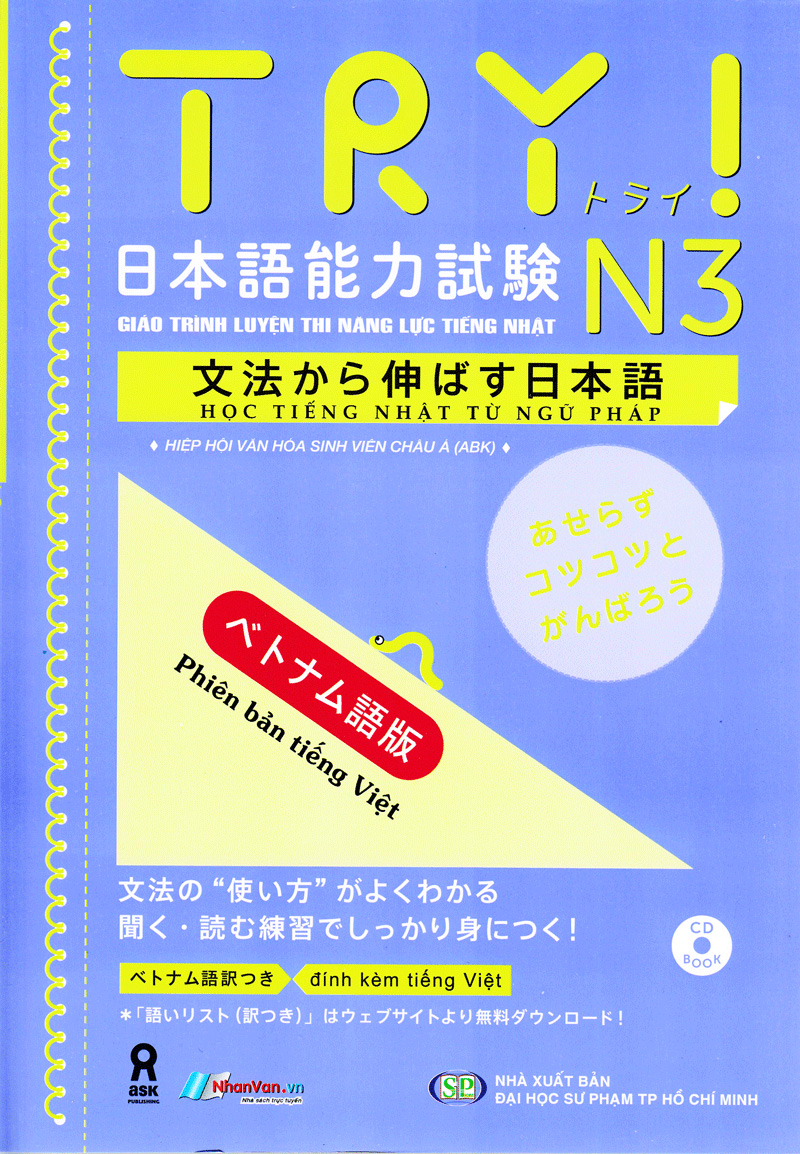 TRY!
トライ
日本語能力試験 N3
GIÁO TRÌNH LUYỆN THI NĂNG LỰC TIẾNG NHẬT
文法から伸ばす日本語
HỌC TIẾNG NHẬT TỪ NGỮ PHÁP
HIỆP HỘI VĂN HÓA SINH VIÊN CHÂU Á (ABK)
あせらず
コツコツと
がんばろう
ベトナム語版
Phiên bản tiếng Việt
文法の“使い方”がよくわかる
聞く・読む練習でしっかり身につく!
CD
BOOK
ベトナム語訳つき
đính kèm tiếng Việt
*「語いリスト(訳つき)」はウェブサイトより無料ダウンロード!
ask
PUBLISHING
NhanVan.vn
Nhà sách trực tuyến
SP
NHÀ XUẤT BẢN
ĐẠI HỌC SƯ PHẠM TP HỒ CHÍ MINH